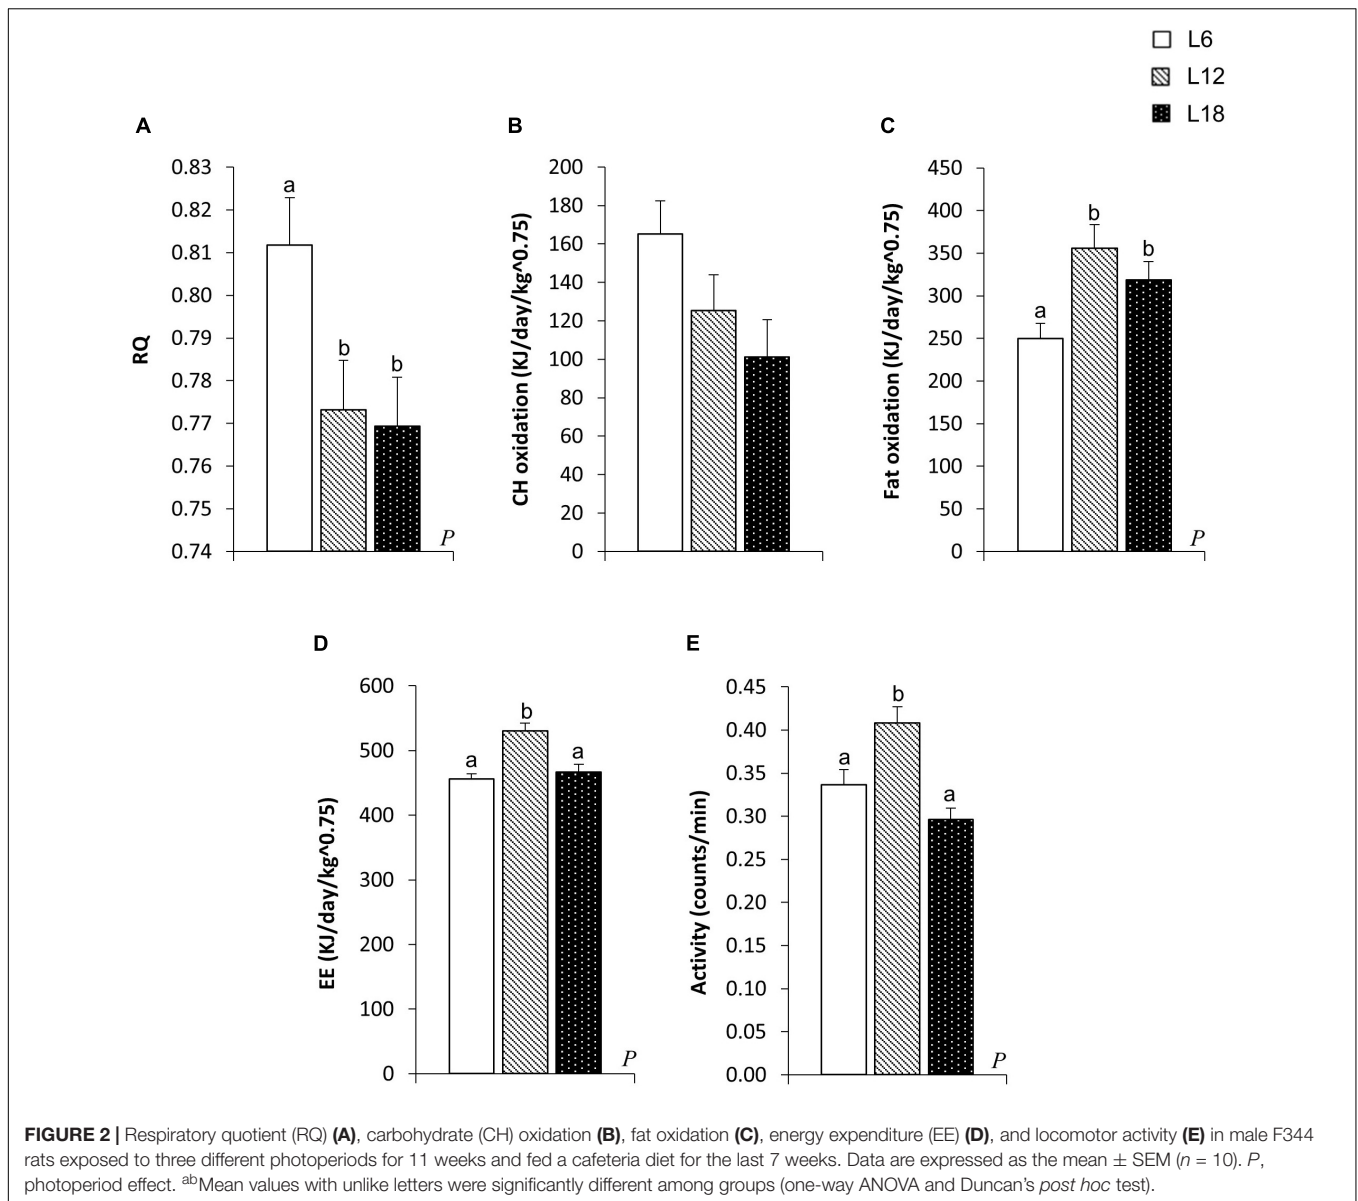 L6
L12
L18
A
B
C
RQ
0.83
0.82
0.81
0.80
0.79
0.78
0.77
0.76
0.75
0.74
a
b
b
P
CH oxidation (KJ/day/kg^0.75)
200
180
160
140
120
100
80
60
40
20
0
Fat oxidation (KJ/day/kg^0.75)
450
400
350
300
250
200
150
100
50
0
a
b
b
P
D
E
EE (KJ/day/kg^0.75)
600
500
400
300
200
100
0
a
b
a
P
Activity (counts/min)
0.45
0.40
0.35
0.30
0.25
0.20
0.15
0.10
0.05
0.00
a
b
a
P
FIGURE 2 | Respiratory quotient (RQ) (A), carbohydrate (CH) oxidation (B), fat oxidation (C), energy expenditure (EE) (D), and locomotor activity (E) in male F344
rats exposed to three different photoperiods for 11 weeks and fed a cafeteria diet for the last 7 weeks. Data are expressed as the mean ± SEM (n = 10). P,
photoperiod effect. abMean values with unlike letters were significantly different among groups (one-way ANOVA and Duncan's post hoc test).